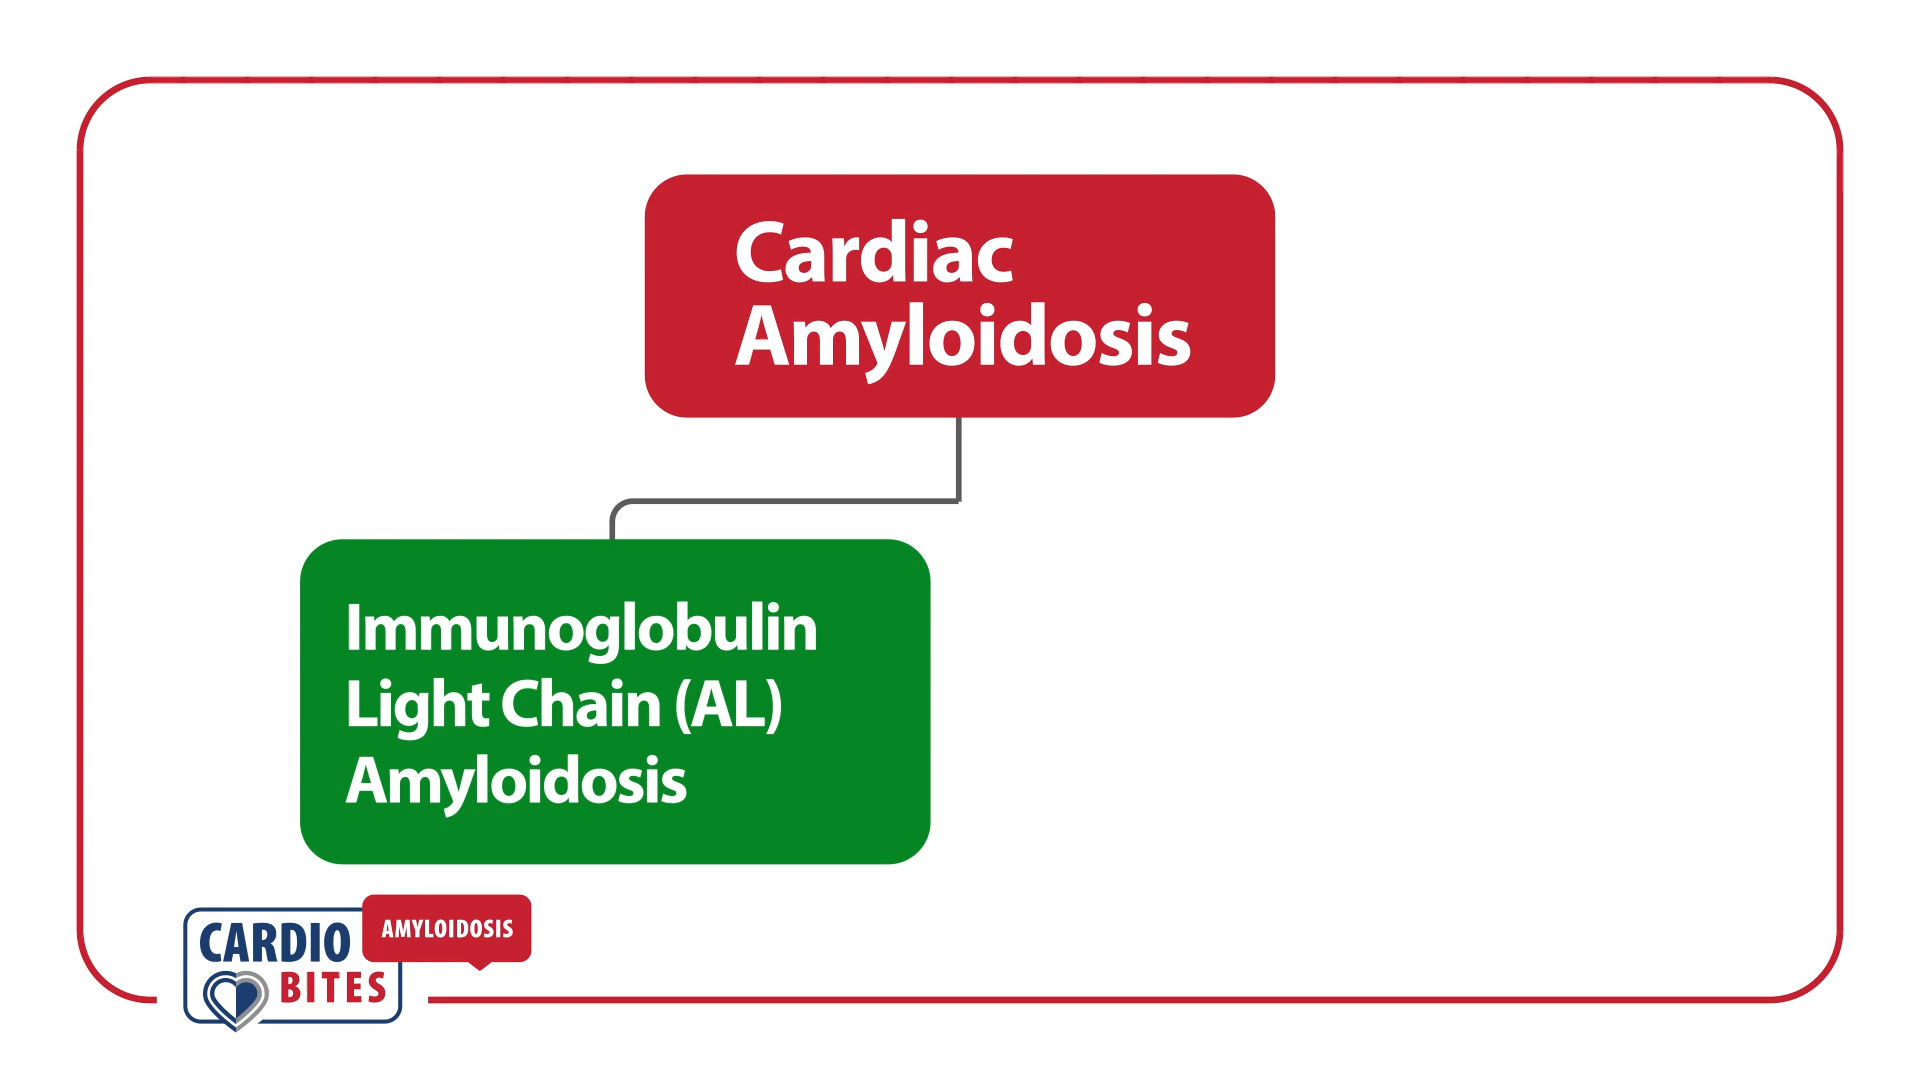 Cardiac
Amyloidosis
Immunoglobulin
Light Chain (AL)
Amyloidosis
CARDIO
BITES
AMYLOIDOSIS